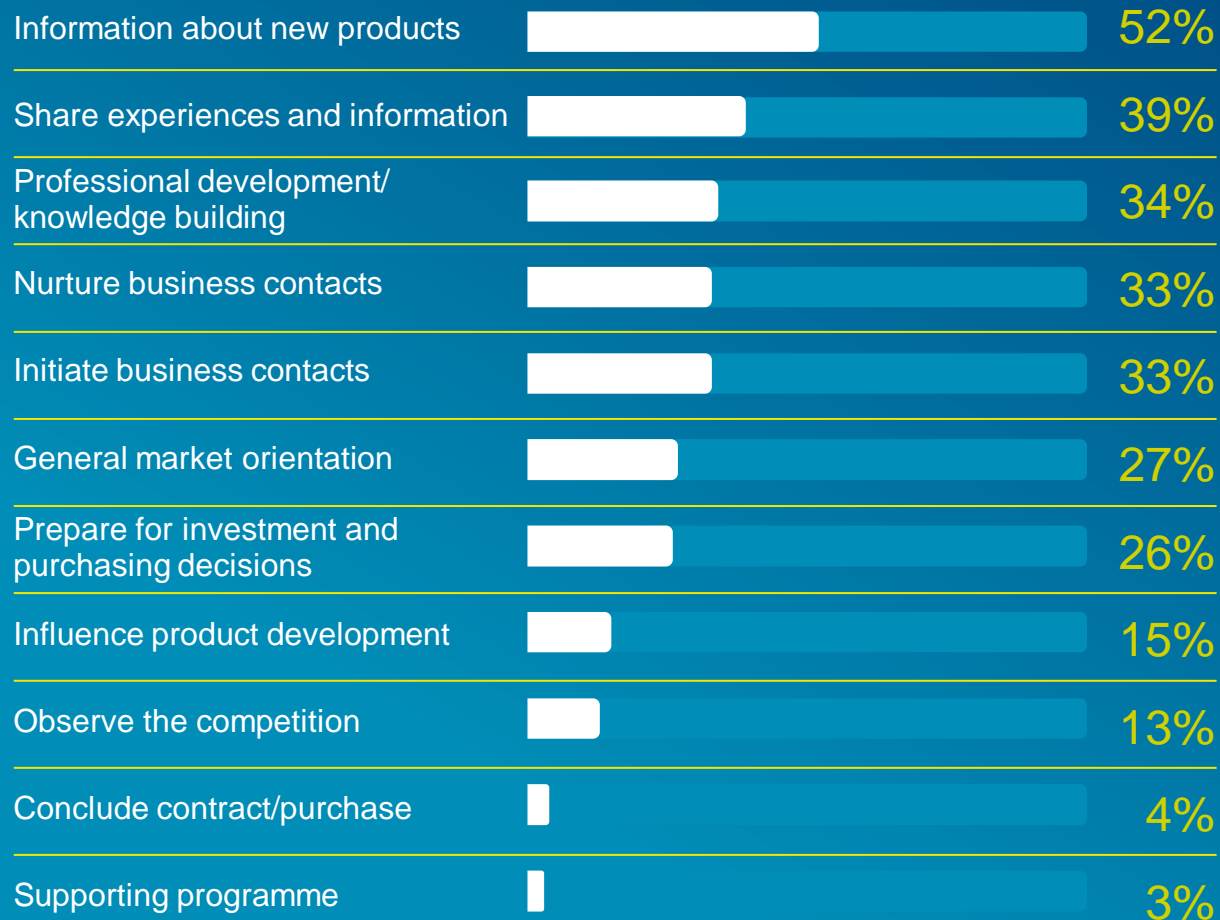 Information about new products 52%
Share experiences and information 39%
Professional development/
knowledge building 34%
Nurture business contacts 33%
Initiate business contacts 33%
General market orientation 27%
Prepare for investment and
purchasing decisions 26%
Influence product development 15%
Observe the competition 13%
Conclude contract/purchase 4%
Supporting programme 3%